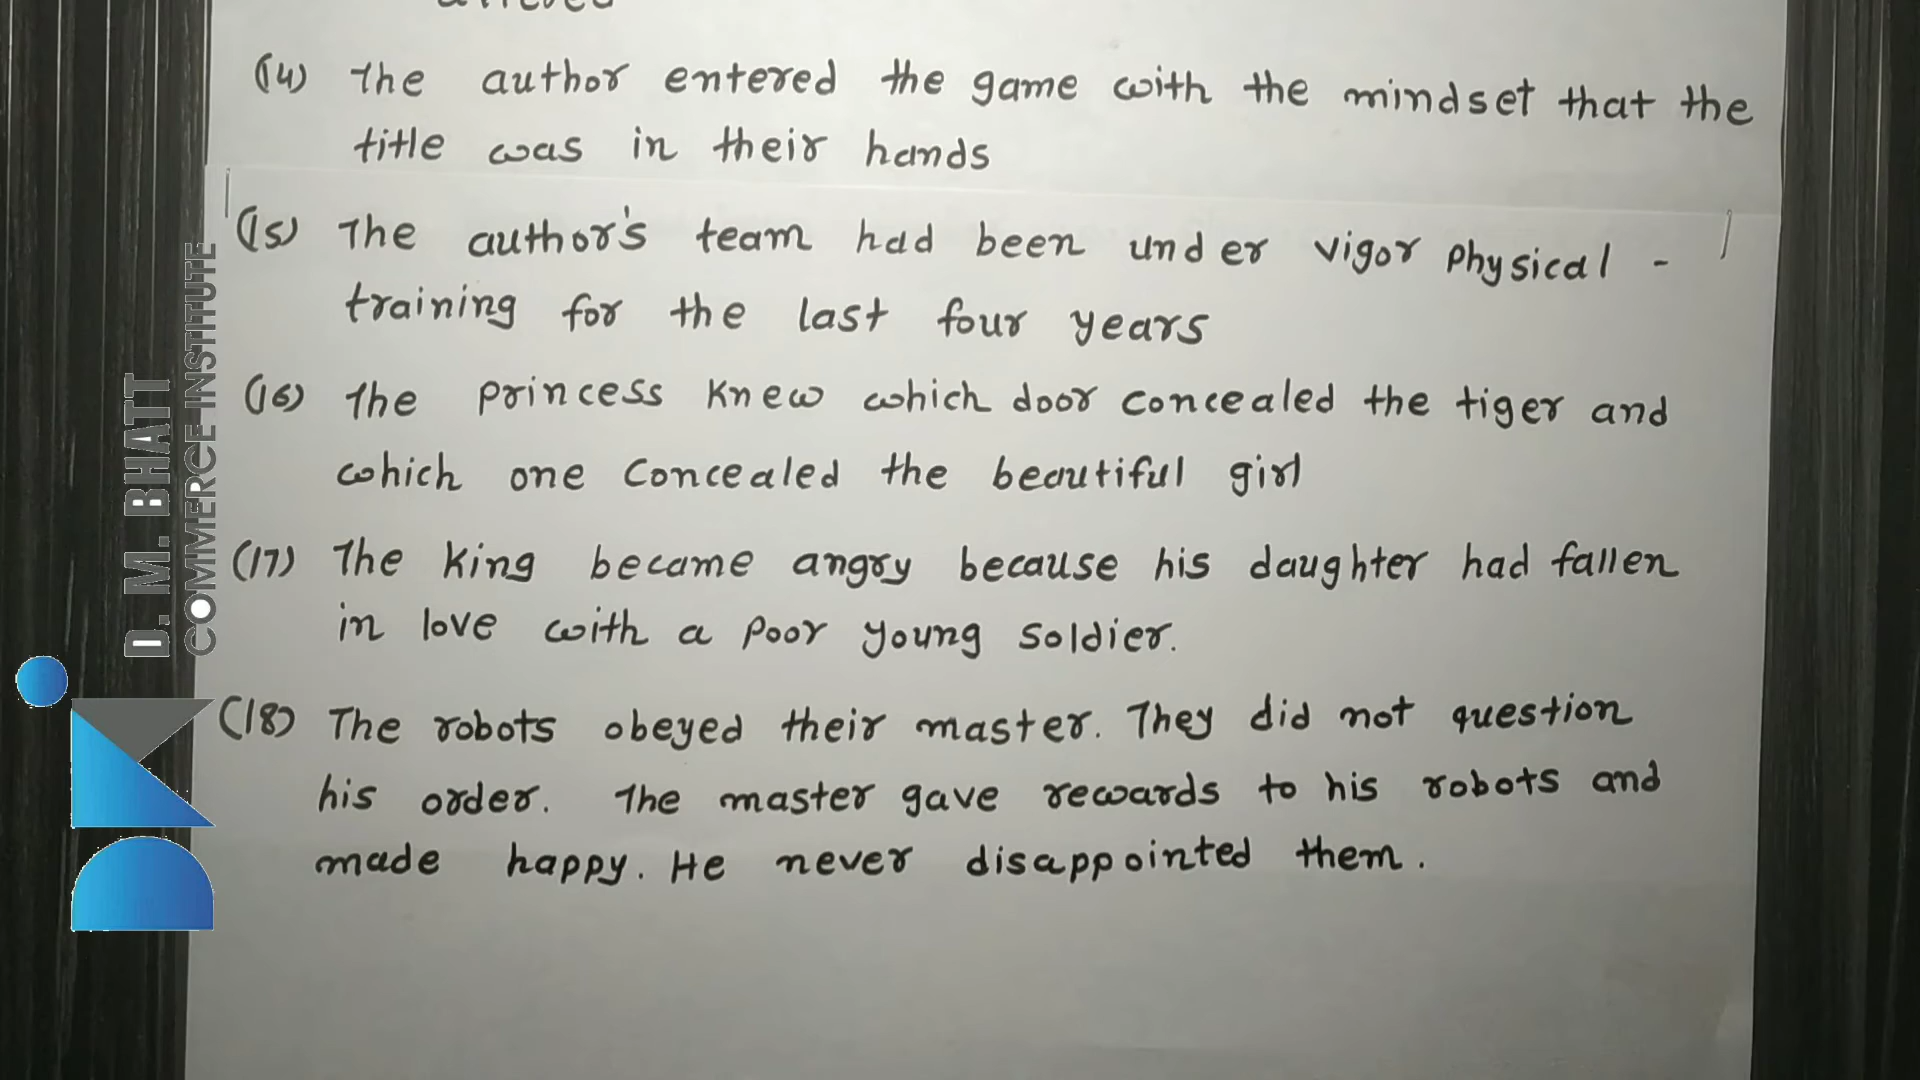 (14) The author entered the game with the mindset that the
title was in their hands
(15) The author's team had been under vigor physical -
training for the last four years
(16) The princess knew which door concealed the tiger and
which one concealed the beautiful girl
(17) The king became angry because his daughter had fallen
in love with a poor young soldier.
(18) The robots obeyed their master. They did not question
his order. The master gave rewards to his robots and
made happy. He never disappointed them.
D. M. BHATT
COMMERCE INSTITUTE